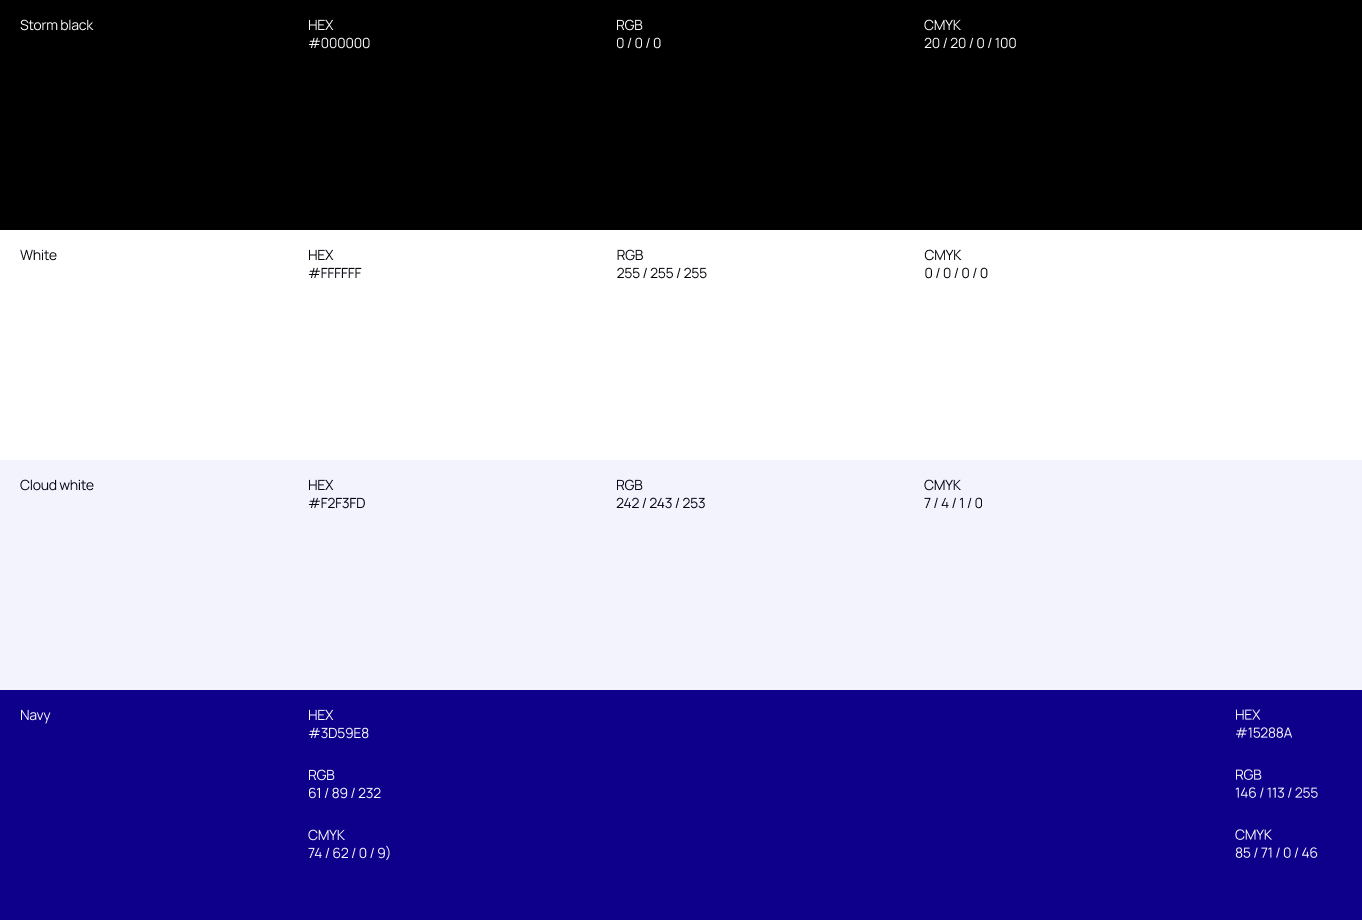 Storm black
HEX
#000000
RGB
0 / 0 / 0
CMYK
20 / 20 / 0 / 100
White
HEX
#FFFFFF
RGB
255 / 255 / 255
CMYK
0 / 0 / 0 / 0
Cloud white
HEX
#F2F3FD
RGB
242 / 243 / 253
CMYK
7 / 4 / 1 / 0
Navy
HEX
#3D59E8
RGB
61 / 89 / 232
CMYK
74 / 62 / 0 / 9)
HEX
#15288A
RGB
146 / 113 / 255
CMYK
85 / 71 / 0 / 46